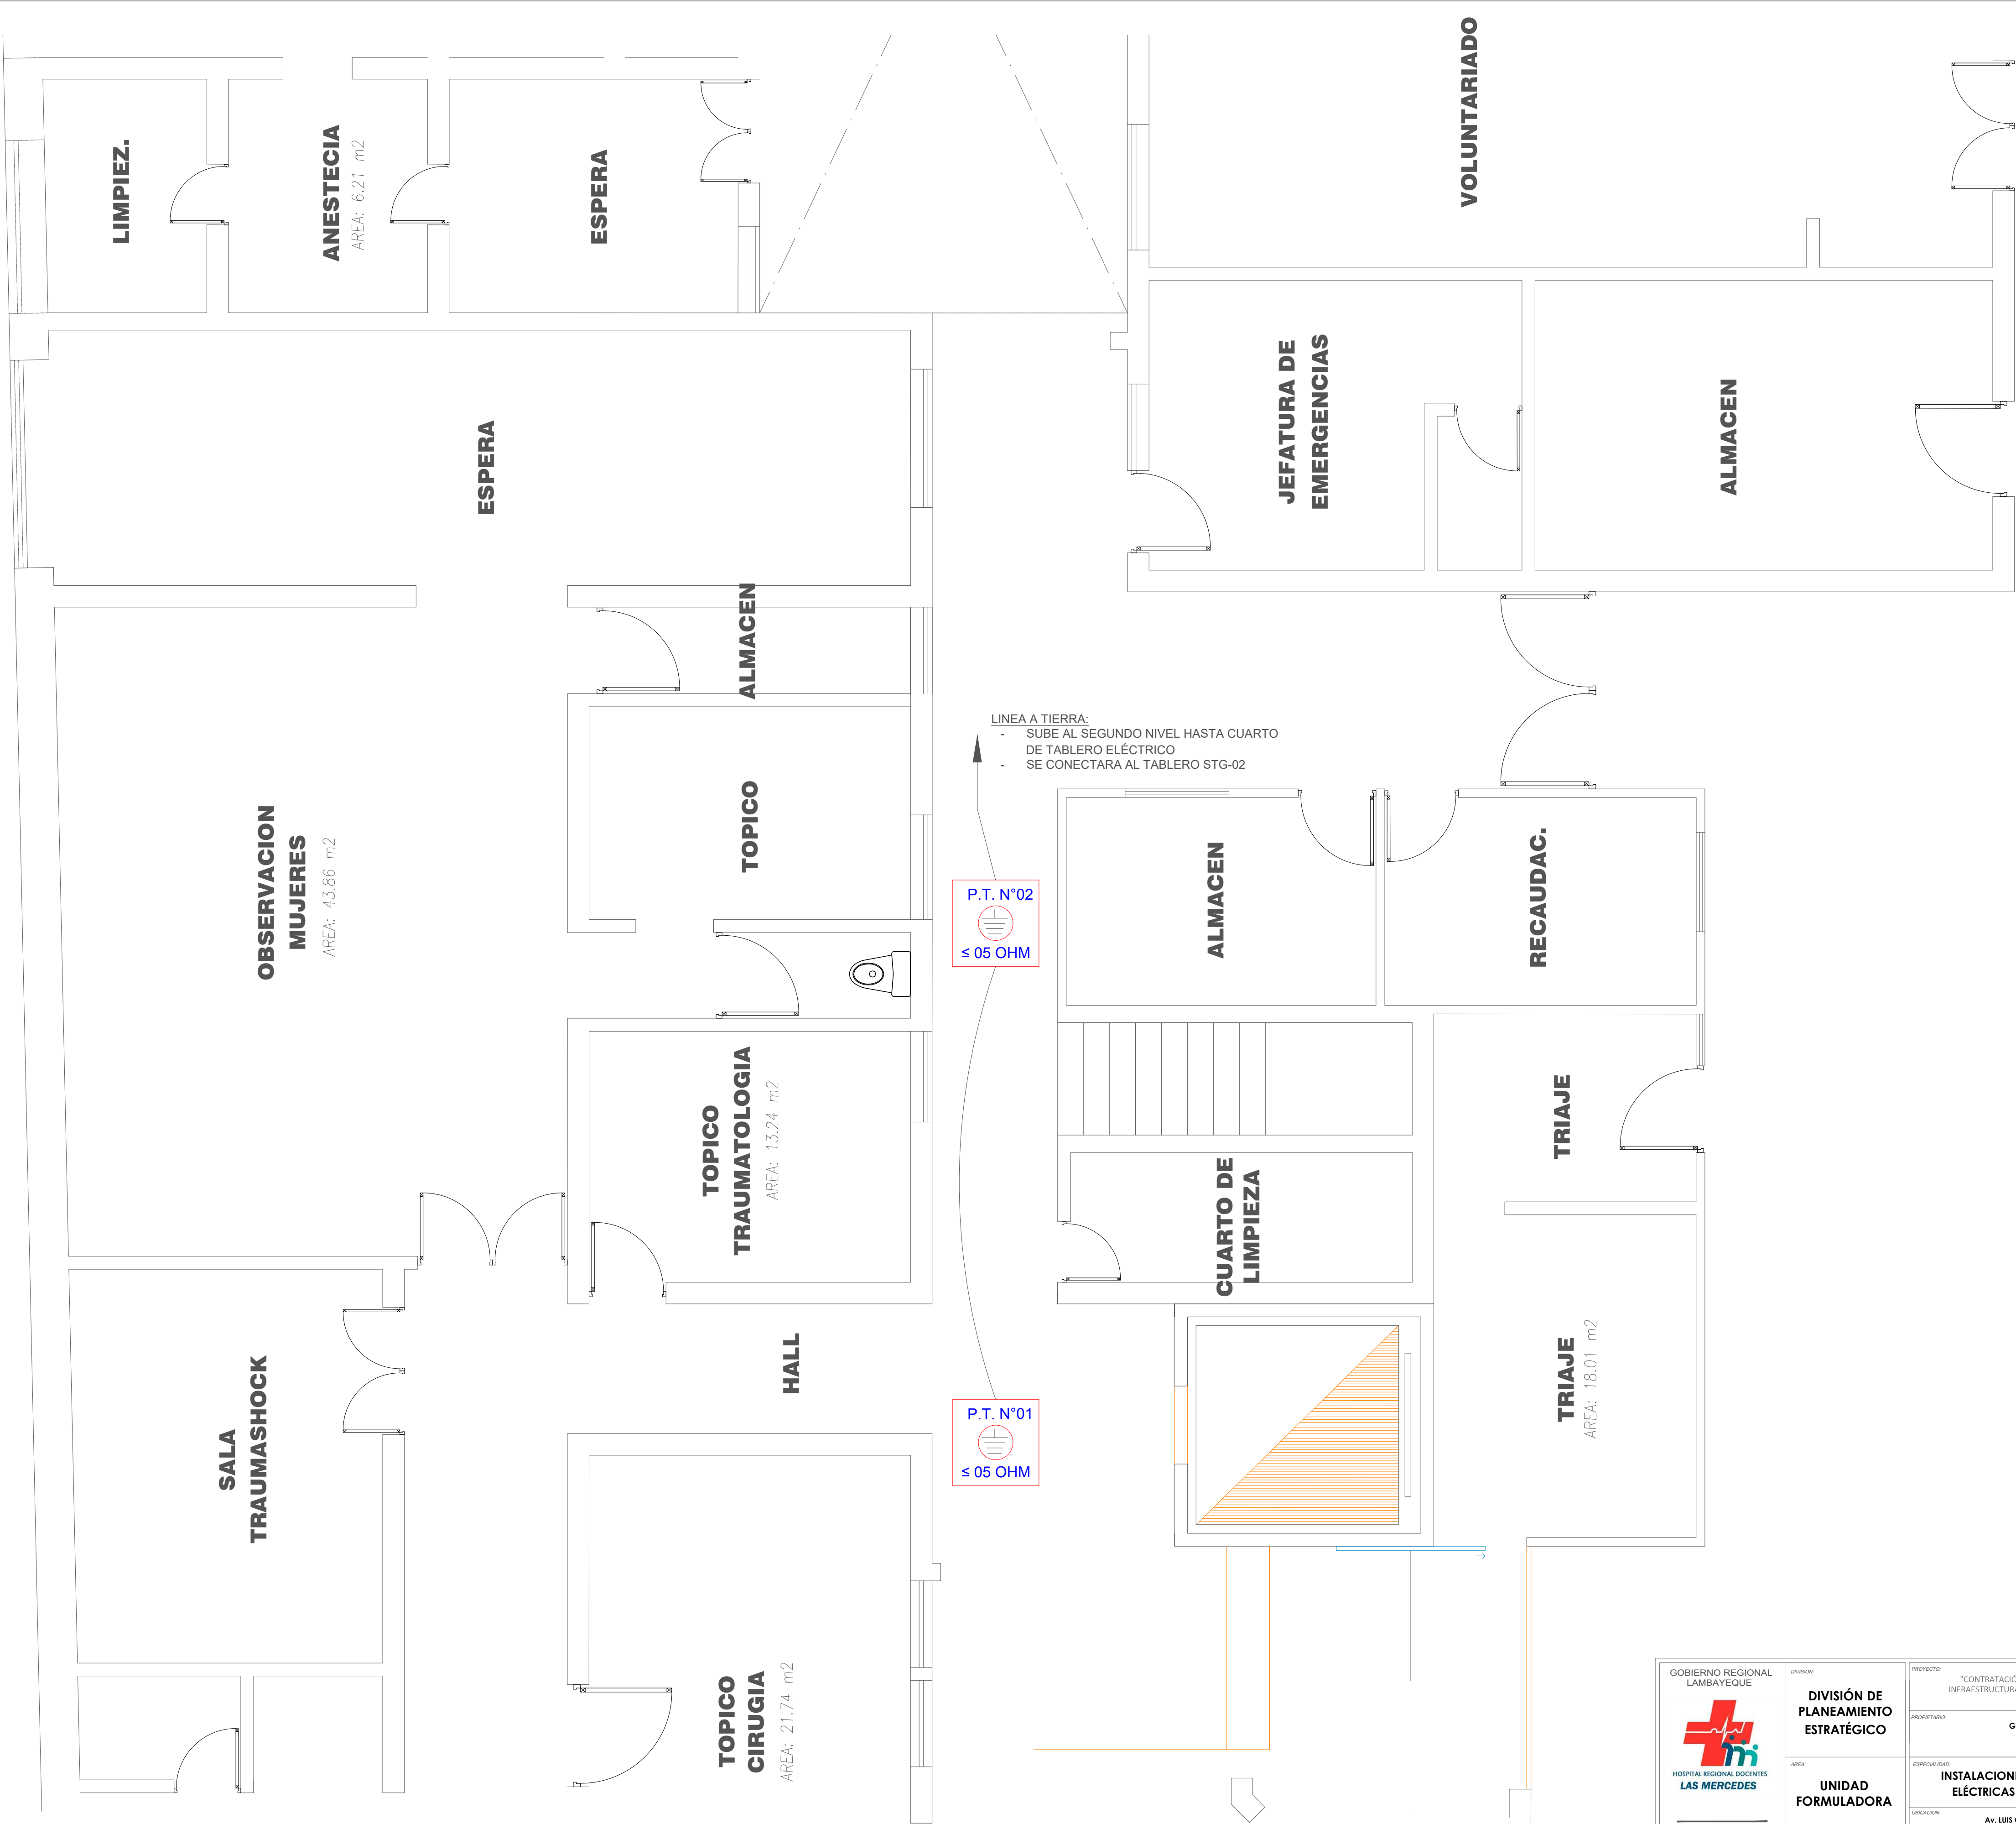 LIMPIEZ.
ANESTECIA
AREA: 6.21 m2
ESPERA
VOLUNTARIADO
ESPERA
JEFATURA DE
EMERGENCIAS
ALMACEN
ALMACEN
LINEA A TIERRA:
- SUBE AL SEGUNDO NIVEL HASTA CUARTO
DE TABLERO ELÉCTRICO
- SE CONECTARA AL TABLERO STG-02
OBSERVACION
MUJERES
AREA: 43.86 m2
TOPICO
P.T. N°02
≤ 05 OHM
ALMACEN
RECAUDAC.
TOPICO
TRAUMATOLOGIA
AREA: 13.24 m2
TRIAJE
CUARTO DE
LIMPIEZA
SALA
TRAUMASHOCK
HALL
P.T. N°01
≤ 05 OHM
TRIAJE
AREA: 18.01 m2
TOPICO
CIRUGIA
AREA: 21.74 m2
GOBIERNO REGIONAL
LAMBAYEQUE
HOSPITAL REGIONAL DOCENTES
LAS MERCEDES
DIVISION:
DIVISIÓN DE
PLANEAMIENTO
ESTRATÉGICO
AREA:
UNIDAD
FORMULADORA
PROYECTO:
"CONTRATACIÓ
INFRAESTRUCTURA
PROPIETARIO:
G
ESPECIALIDAD:
INSTALACION
ELÉCTRICAS
UBICACION:
Av. LUIS